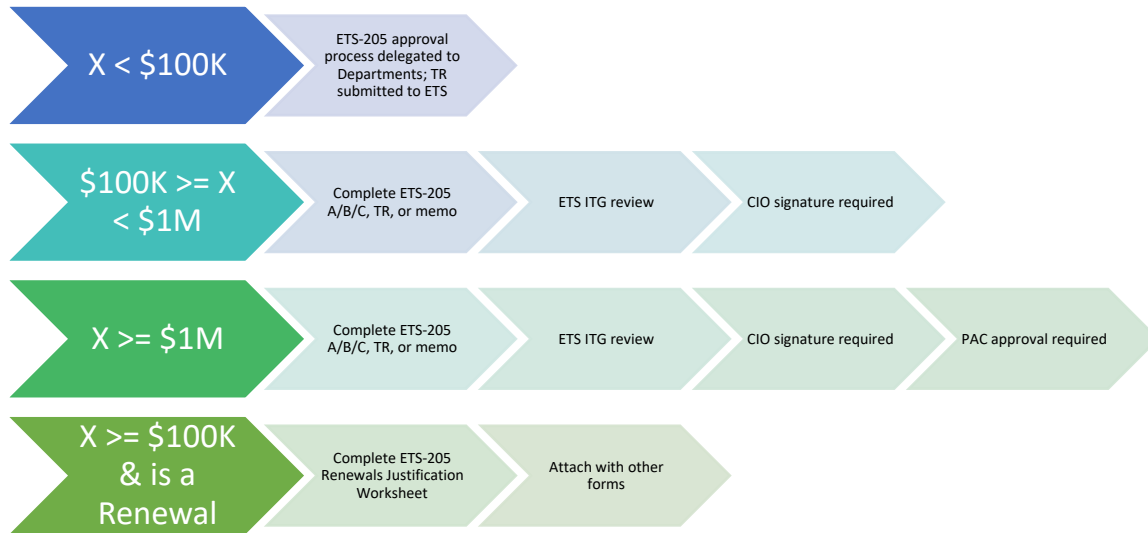 X < $100K
ETS-205 approval
process delegated to
Departments; TR
submitted to ETS
$100K >= X
< $1M
Complete ETS-205
A/B/C, TR, or memo
ETS ITG review
CIO signature required
X >= $1M
Complete ETS-205
A/B/C, TR, or memo
ETS ITG review
CIO signature required
PAC approval required
X >= $100K
& is a
Renewal
Complete ETS-205
Renewals Justification
Worksheet
Attach with other
forms